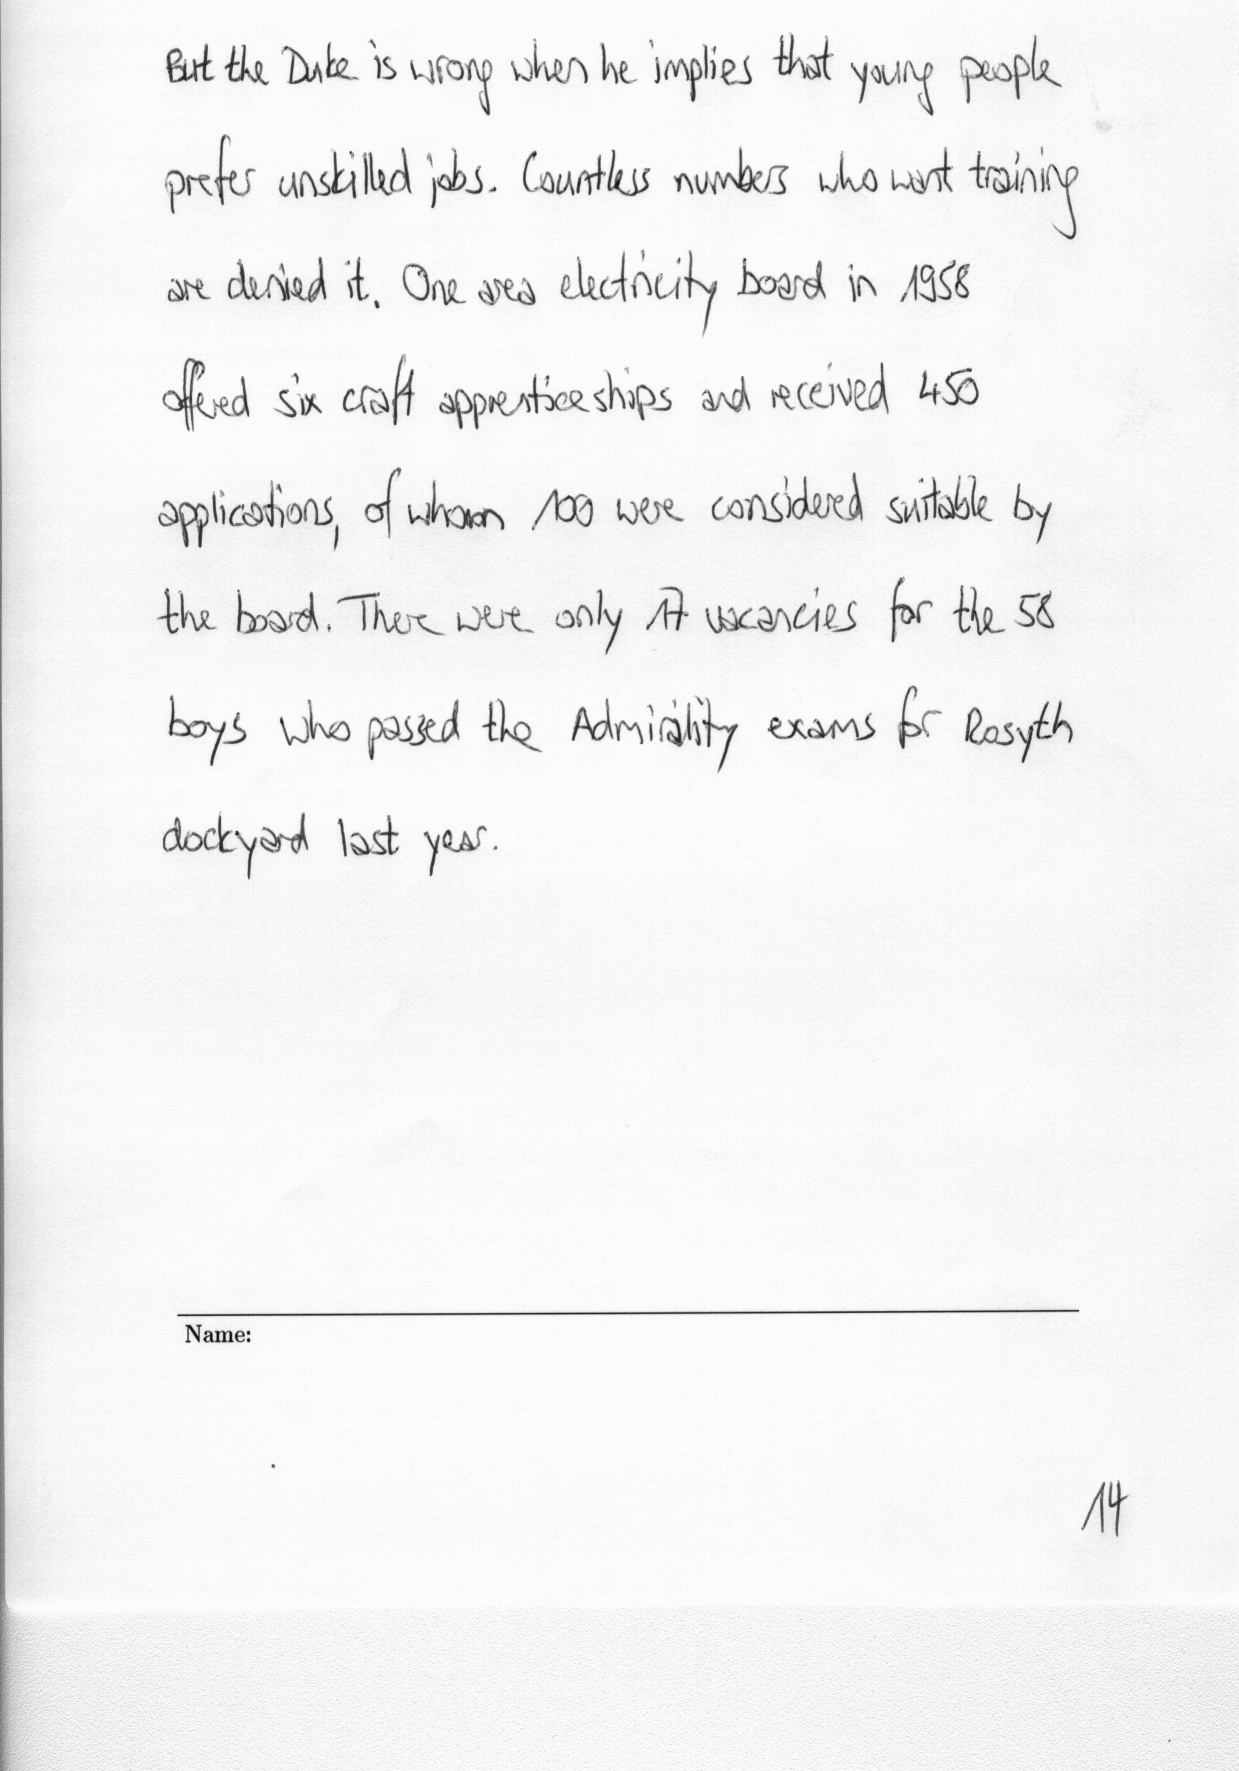 But the Duke is wrong when he implies that young people
prefer unskilled jobs. Countless numbers who want training
are denied it. One area electricity board in 1958
offered six craft apprenticeships and received 450
applications, of whom 100 were considered suitable by
the board. There were only 17 vacancies for the 58
boys who passed the Admirality exams for Rosyth
dockyard last year.
Name:
14